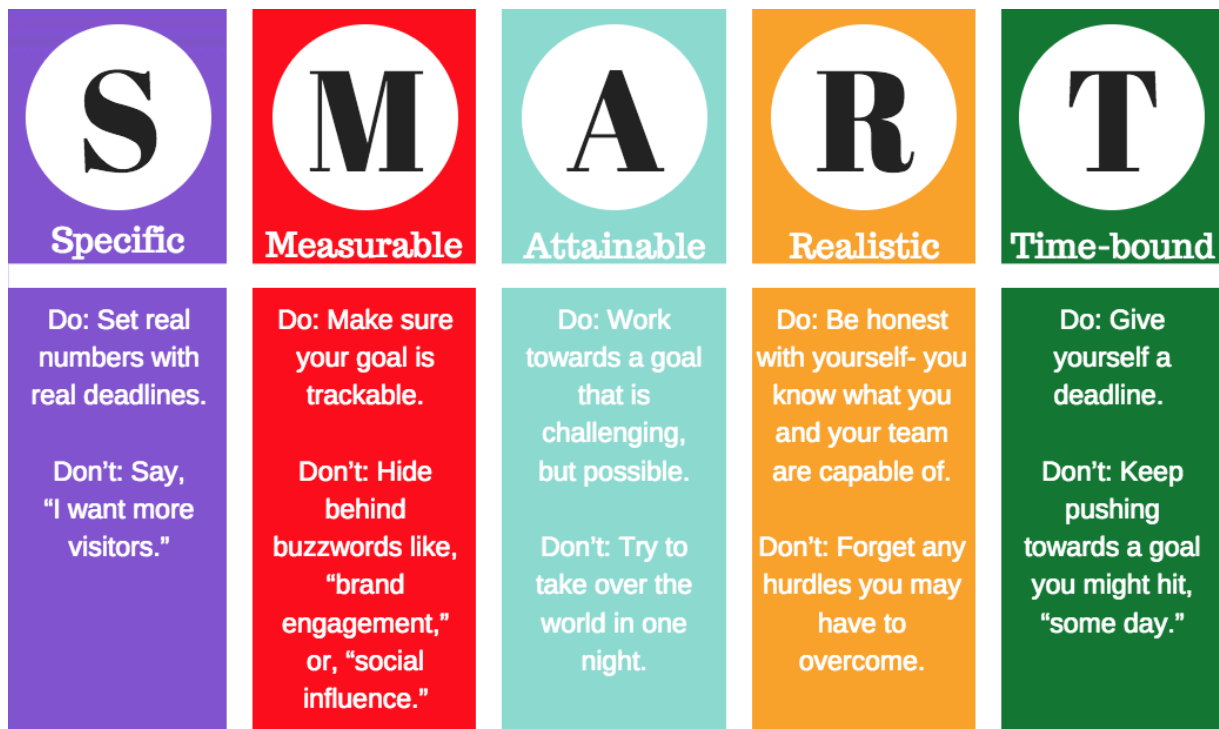 S
Specific
Do: Set real
numbers with
real deadlines.
Don’t: Say,
“I want more
visitors.”
M
Measurable
Do: Make sure
your goal is
trackable.
Don’t: Hide
behind
buzzwords like,
“brand
engagement,”
or, “social
influence.”
A
Attainable
Do: Work
towards a goal
that is
challenging,
but possible.
Don’t: Try to
take over the
world in one
night.
R
Realistic
Do: Be honest
with yourself- you
know what you
and your team
are capable of.
Don’t: Forget any
hurdles you may
have to
overcome.
T
Time-bound
Do: Give
yourself a
deadline.
Don’t: Keep
pushing
towards a goal
you might hit,
“some day.”